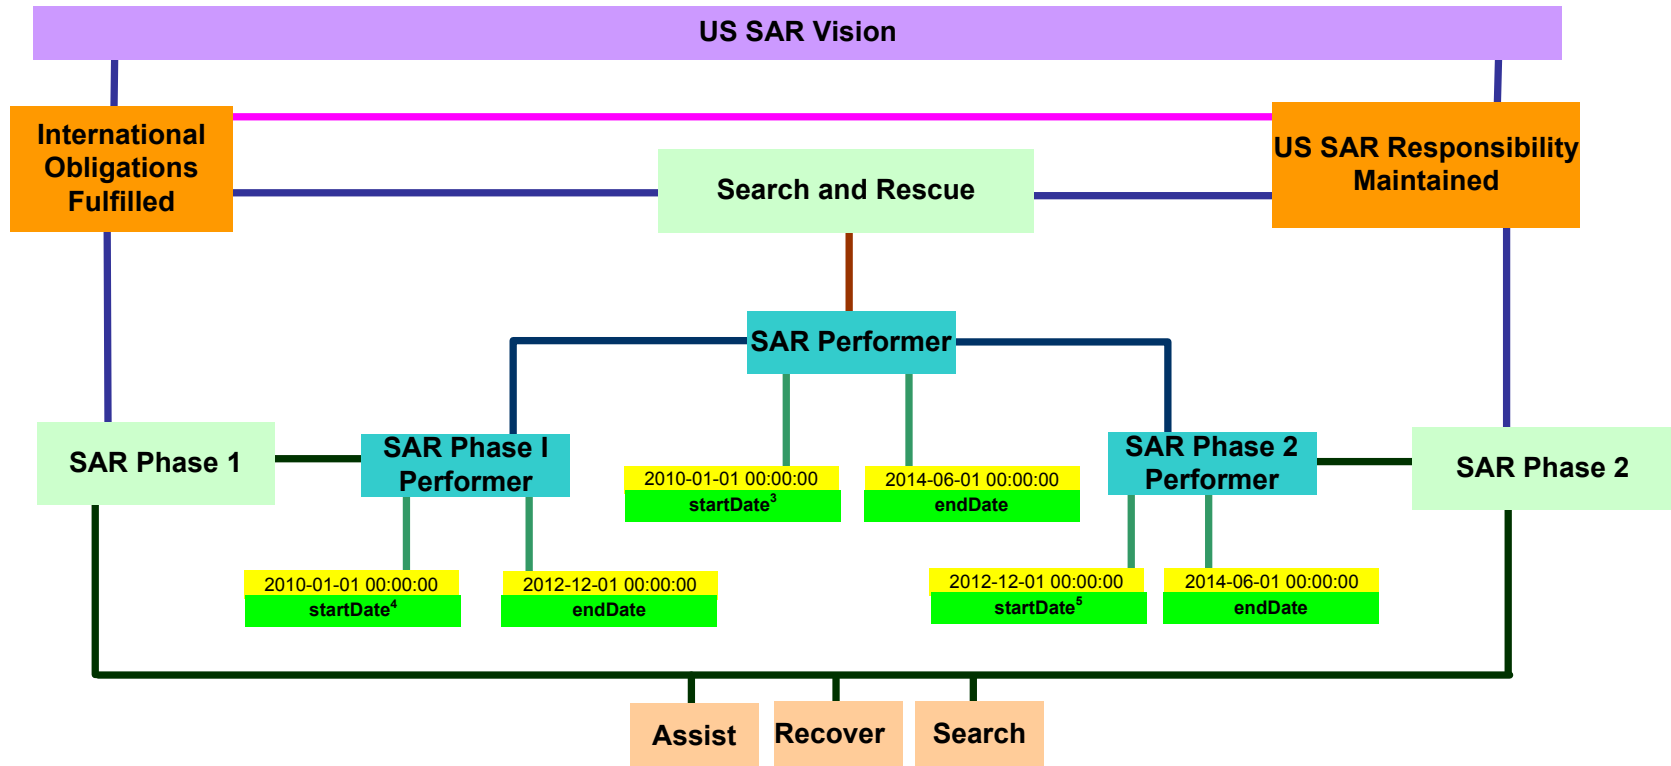 US SAR Vision
International
Obligations
Fulfilled
US SAR Responsibility
Maintained
Search and Rescue
SAR Performer
SAR Phase 1
SAR Phase I
Performer
2010-01-01 00:00:00
startDate³
2014-06-01 00:00:00
endDate
SAR Phase 2
Performer
SAR Phase 2
2010-01-01 00:00:00
startDate⁴
2012-12-01 00:00:00
endDate
2012-12-01 00:00:00
startDate⁵
2014-06-01 00:00:00
endDate
Assist
Recover
Search